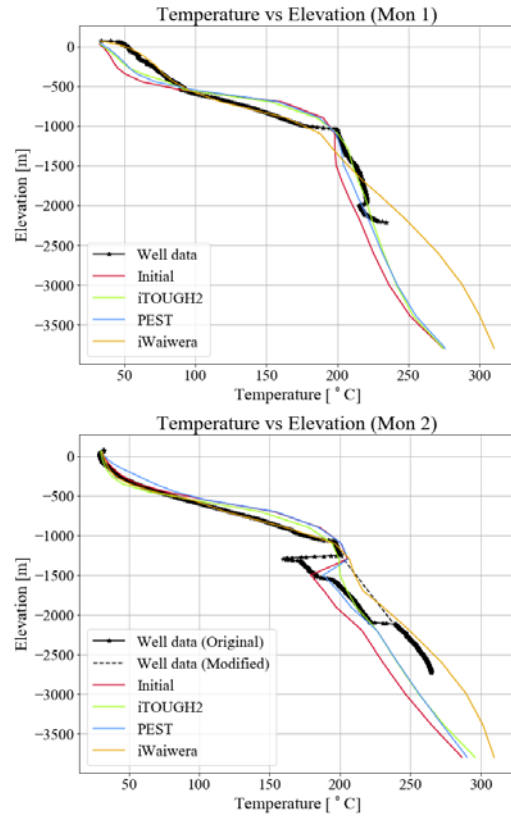 Temperature vs Elevation (Mon 1)
0
−500
−1000
−1500
−2000
−2500
−3000
−3500
Elevation [m]
Well data
Initial
iTOUGH2
PEST
iWaiwera
50 100 150 200 250 300
Temperature [ °C]
Temperature vs Elevation (Mon 2)
0
−500
−1000
−1500
−2000
−2500
−3000
−3500
Elevation [m]
Well data (Original)
Well data (Modified)
Initial
iTOUGH2
PEST
iWaiwera
50 100 150 200 250 300
Temperature [ °C]